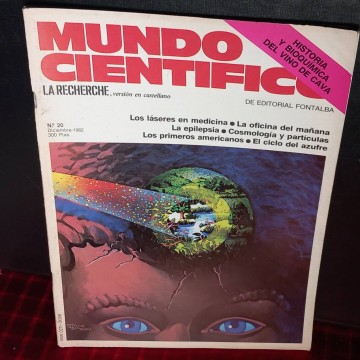 MUNDO
CIENTIFICO
LA RECHERCHE, versión en castellano
DE EDITORIAL FONTALBA
HISTORIA
Y BIOQUIMICA
DEL VINO DE CAVA
Nº 20
Diciembre 1982
300 Ptas.
Los láseres en medicina ● La oficina del mañana
La epilepsia ● Cosmología y partículas
Los primeros americanos ● El ciclo del azufre